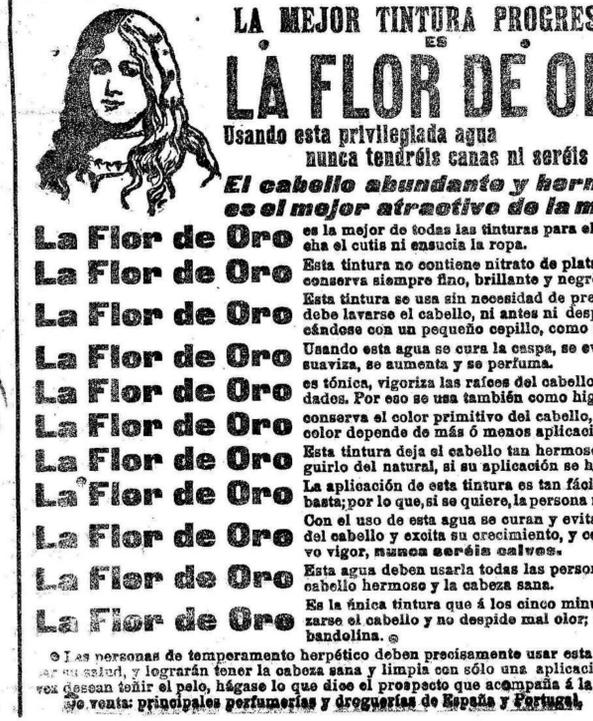 LA MEJOR TINTURA PROGRES
ES
LA FLOR DE O
Usando esta privilegiada agua
nunca tendréis canas ni seréis
El cabello abundante y herm
es el mejor atractivo de la m
La Flor de Oro es la mejor de todas las tinturas para el
cha el cutis ni ensucia la ropa.
La Flor de Oro Esta tintura no contiene nitrato de plat
conserva siempre fino, brillante y negr
La Flor de Oro Esta tintura se usa sin necesidad de pre
debe lavarse el cabello, ni antes ni desp
cándose con un pequeño cepillo, como
La Flor de Oro Usando esta agua se cura la caspa, se ev
suaviza, se aumenta y se perfuma.
La Flor de Oro es tónica, vigoriza las raíces del cabello
dades. Por eso se usa también como hig
La Flor de Oro conserva el color primitivo del cabello,
color depende de más ó menos aplicaci
La Flor de Oro Esta tintura deja el cabello tan hermos
guirlo del natural, si su aplicación se h
La Flor de Oro La aplicación de esta tintura es tan fácil
basta; por lo que, si se quiere, la persona
La Flor de Oro Con el uso de esta agua se curan y evita
del cabello y excita su crecimiento, y c
vo vigor, nunca seréis calvos.
La Flor de Oro Esta agua deben usarla todas las person
cabello hermoso y la cabeza sana.
La Flor de Oro Es la única tintura que á los cinco minu
zarse el cabello y no despide mal olor;
bandolina.
Las personas de temperamento herpético deben precisamente usar esta
salud, y lograrán tener la cabeza sana y limpia con sólo una aplicaci
vez desean teñir el pelo, hágase lo que dice el prospecto que acompaña á la
venta: principales perfumerías y droguerías de España y Portugal.